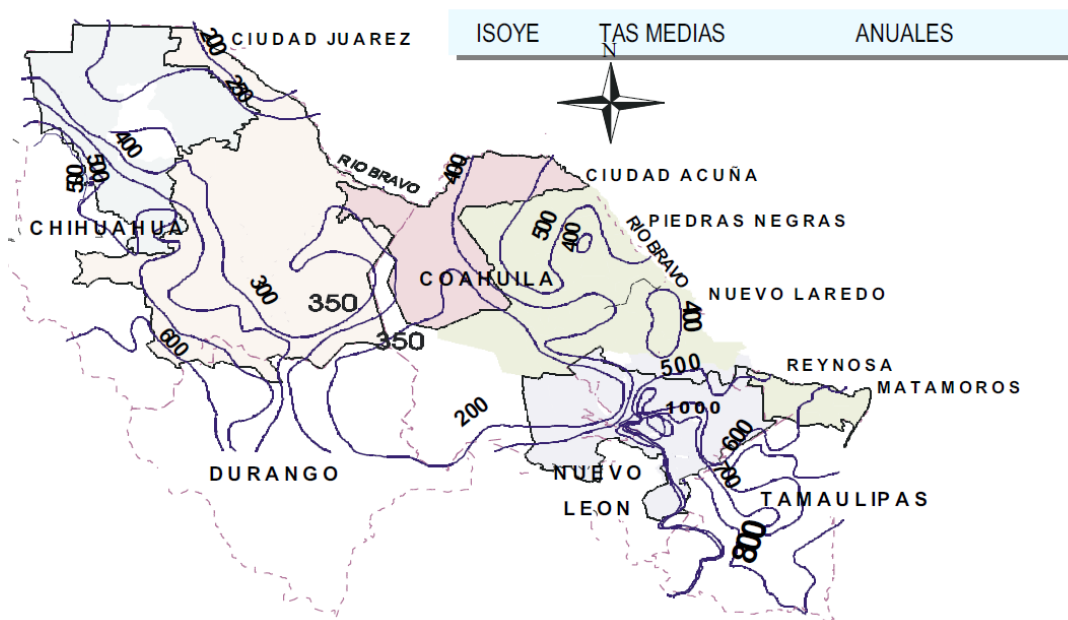 ISOYE TAS MEDIAS ANUALES
N
200
CIUDAD JUAREZ
250
400
500
500
CHIHUAHUA
RIO BRAVO
400
CIUDAD ACUÑA
PIEDRAS NEGRAS
500
400
RIO BRAVO
COAHUILA
300
350
350
NUEVO LAREDO
400
600
500
REYNOSA
MATAMOROS
200
1000
600
700
DURANGO
NUEVO
LEON
TAMAULIPAS
800